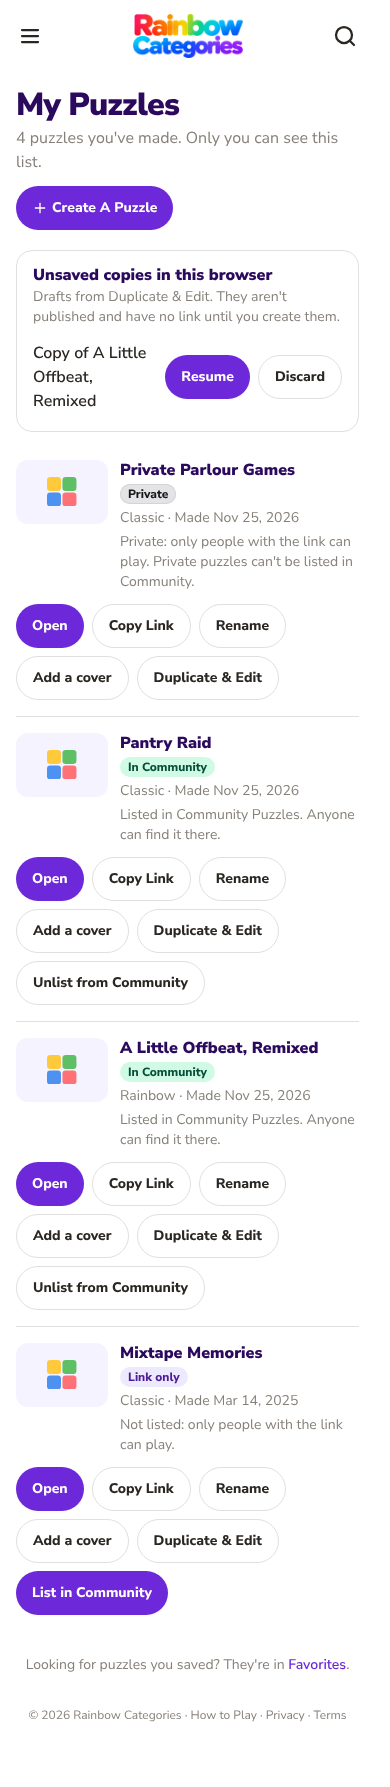 Rainbow
Categories
My Puzzles
4 puzzles you've made. Only you can see this
list.
+ Create A Puzzle
Unsaved copies in this browser
Drafts from Duplicate & Edit. They aren't
published and have no link until you create them.
Copy of A Little
Offbeat,
Remixed
Resume
Discard
Private Parlour Games
Private
Classic · Made Nov 25, 2026
Private: only people with the link can
play. Private puzzles can't be listed in
Community.
Open
Copy Link
Rename
Add a cover
Duplicate & Edit
Pantry Raid
In Community
Classic · Made Nov 25, 2026
Listed in Community Puzzles. Anyone
can find it there.
Open
Copy Link
Rename
Add a cover
Duplicate & Edit
Unlist from Community
A Little Offbeat, Remixed
In Community
Rainbow · Made Nov 25, 2026
Listed in Community Puzzles. Anyone
can find it there.
Open
Copy Link
Rename
Add a cover
Duplicate & Edit
Unlist from Community
Mixtape Memories
Link only
Classic · Made Mar 14, 2025
Not listed: only people with the link
can play.
Open
Copy Link
Rename
Add a cover
Duplicate & Edit
List in Community
Looking for puzzles you saved? They're in Favorites.
© 2026 Rainbow Categories · How to Play · Privacy · Terms